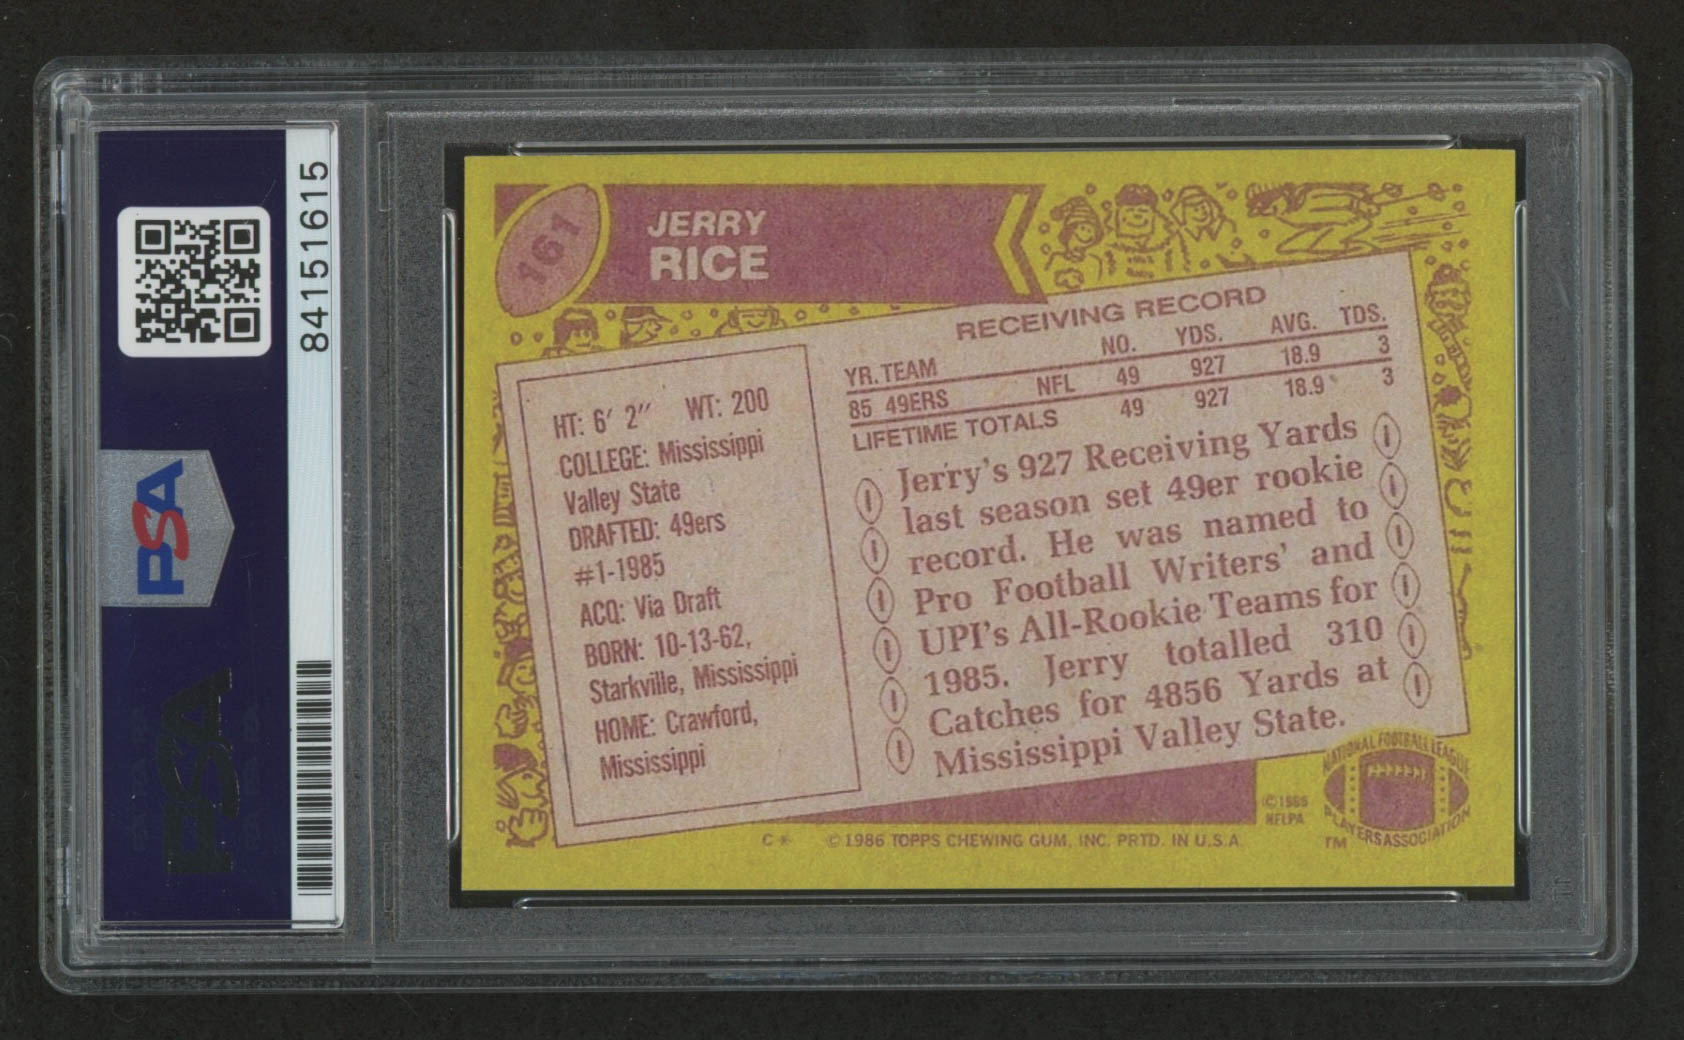 84151615
PSA
PSA
161
JERRY
RICE
RECEIVING RECORD
YR. TEAM NO. YDS. AVG. TDS.
85 49ERS NFL 49 927 18.9 3
LIFETIME TOTALS 49 927 18.9 3
HT: 6′ 2″ WT: 200
COLLEGE: Mississippi
Valley State
DRAFTED: 49ers
#1-1985
ACQ: Via Draft
BORN: 10-13-62,
Starkville, Mississippi
HOME: Crawford,
Mississippi
Jerry's 927 Receiving Yards
last season set 49er rookie
record. He was named to
Pro Football Writers' and
UPI's All-Rookie Teams for
1985. Jerry totalled 310
Catches for 4856 Yards at
Mississippi Valley State.
NATIONAL FOOTBALL LEAGUE
PLAYERS ASSOCIATION
TM
NFLPA
C* © 1986 TOPPS CHEWING GUM, INC. PRTD. IN U.S.A.